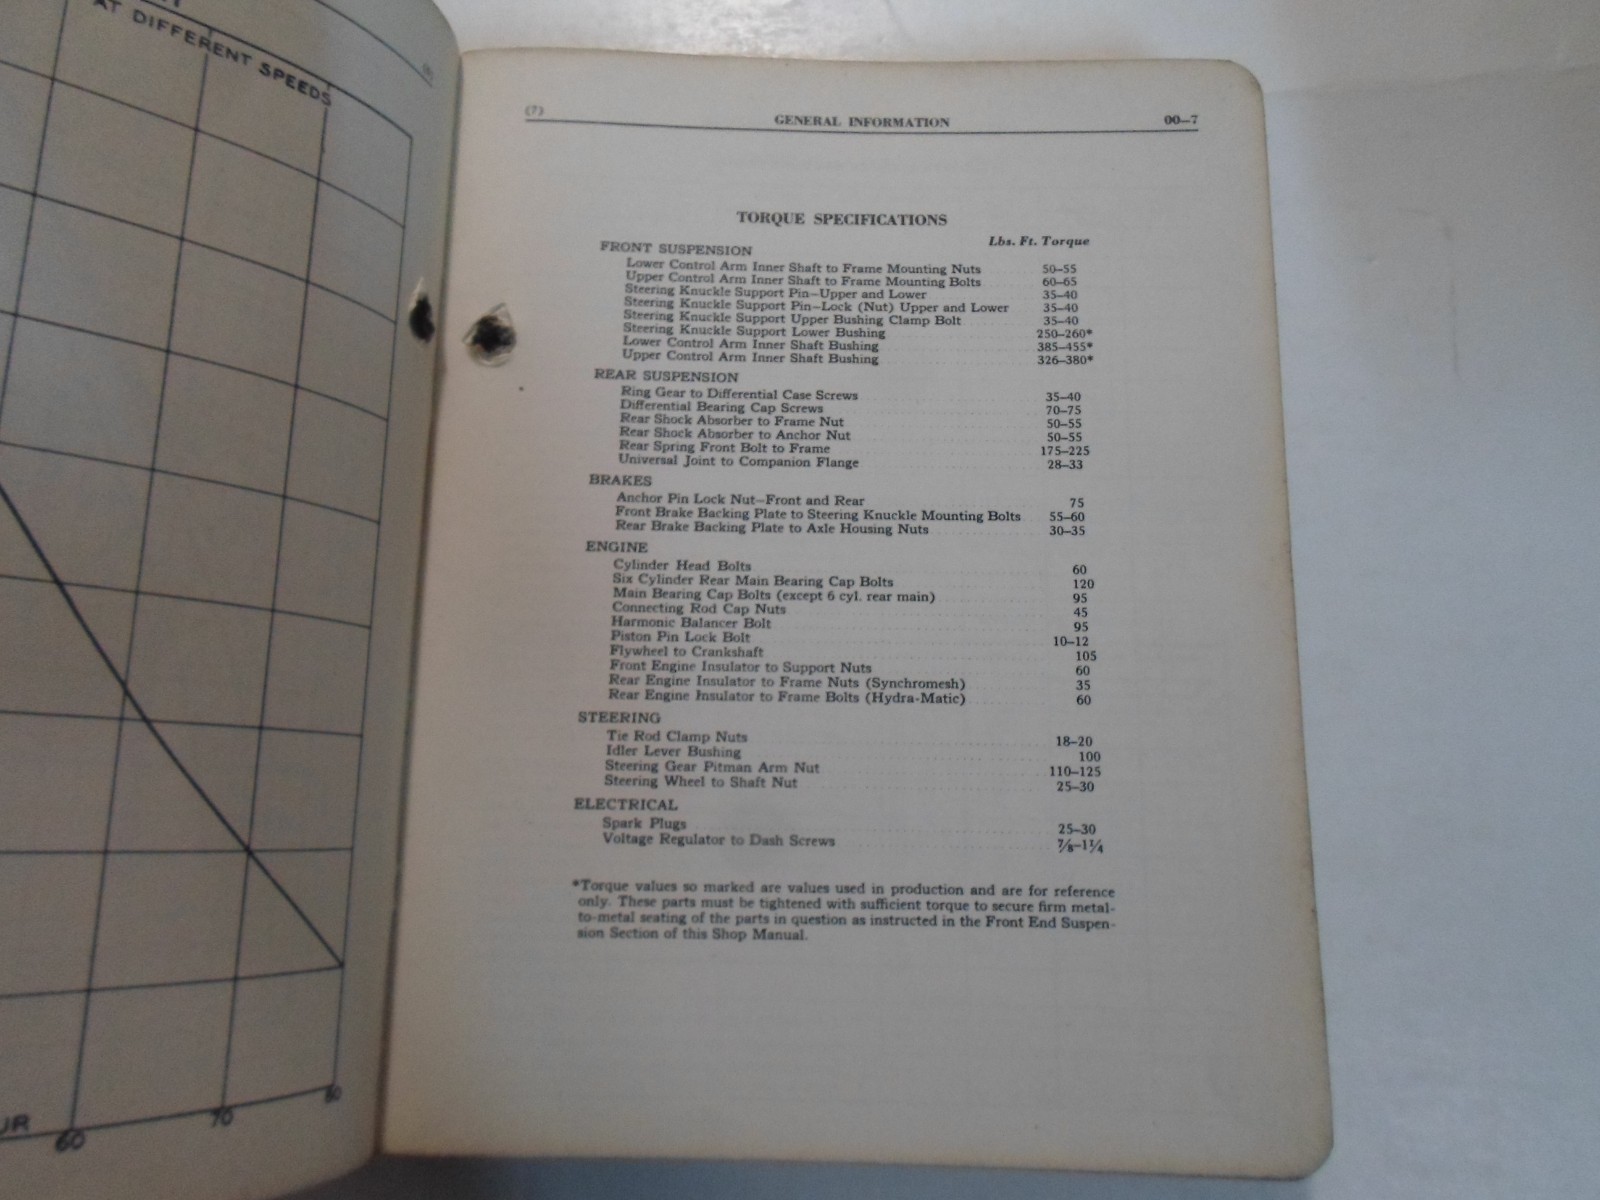 AT DIFFERENT SPEEDS
60
70
80
(7) GENERAL INFORMATION 00–7
TORQUE SPECIFICATIONS
Lbs. Ft. Torque
FRONT SUSPENSION
Lower Control Arm Inner Shaft to Frame Mounting Nuts 50–55
Upper Control Arm Inner Shaft to Frame Mounting Bolts 60–65
Steering Knuckle Support Pin–Upper and Lower 35–40
Steering Knuckle Support Pin–Lock (Nut) Upper and Lower 35–40
Steering Knuckle Support Upper Bushing Clamp Bolt 35–40
Steering Knuckle Support Lower Bushing 250–260*
Lower Control Arm Inner Shaft Bushing 385–455*
Upper Control Arm Inner Shaft Bushing 326–380*
REAR SUSPENSION
Ring Gear to Differential Case Screws 35–40
Differential Bearing Cap Screws 70–75
Rear Shock Absorber to Frame Nut 50–55
Rear Shock Absorber to Anchor Nut 50–55
Rear Spring Front Bolt to Frame 175–225
Universal Joint to Companion Flange 28–33
BRAKES
Anchor Pin Lock Nut–Front and Rear 75
Front Brake Backing Plate to Steering Knuckle Mounting Bolts 55–60
Rear Brake Backing Plate to Axle Housing Nuts 30–35
ENGINE
Cylinder Head Bolts 60
Six Cylinder Rear Main Bearing Cap Bolts 120
Main Bearing Cap Bolts (except 6 cyl. rear main) 95
Connecting Rod Cap Nuts 45
Harmonic Balancer Bolt 95
Piston Pin Lock Bolt 10–12
Flywheel to Crankshaft 105
Front Engine Insulator to Support Nuts 60
Rear Engine Insulator to Frame Nuts (Synchromesh) 35
Rear Engine Insulator to Frame Bolts (Hydra-Matic) 60
STEERING
Tie Rod Clamp Nuts 18–20
Idler Lever Bushing 100
Steering Gear Pitman Arm Nut 110–125
Steering Wheel to Shaft Nut 25–30
ELECTRICAL
Spark Plugs 25–30
Voltage Regulator to Dash Screws ⅞–1¼
*Torque values so marked are values used in production and are for reference
only. These parts must be tightened with sufficient torque to secure firm metal-
to-metal seating of the parts in question as instructed in the Front End Suspen-
sion Section of this Shop Manual.